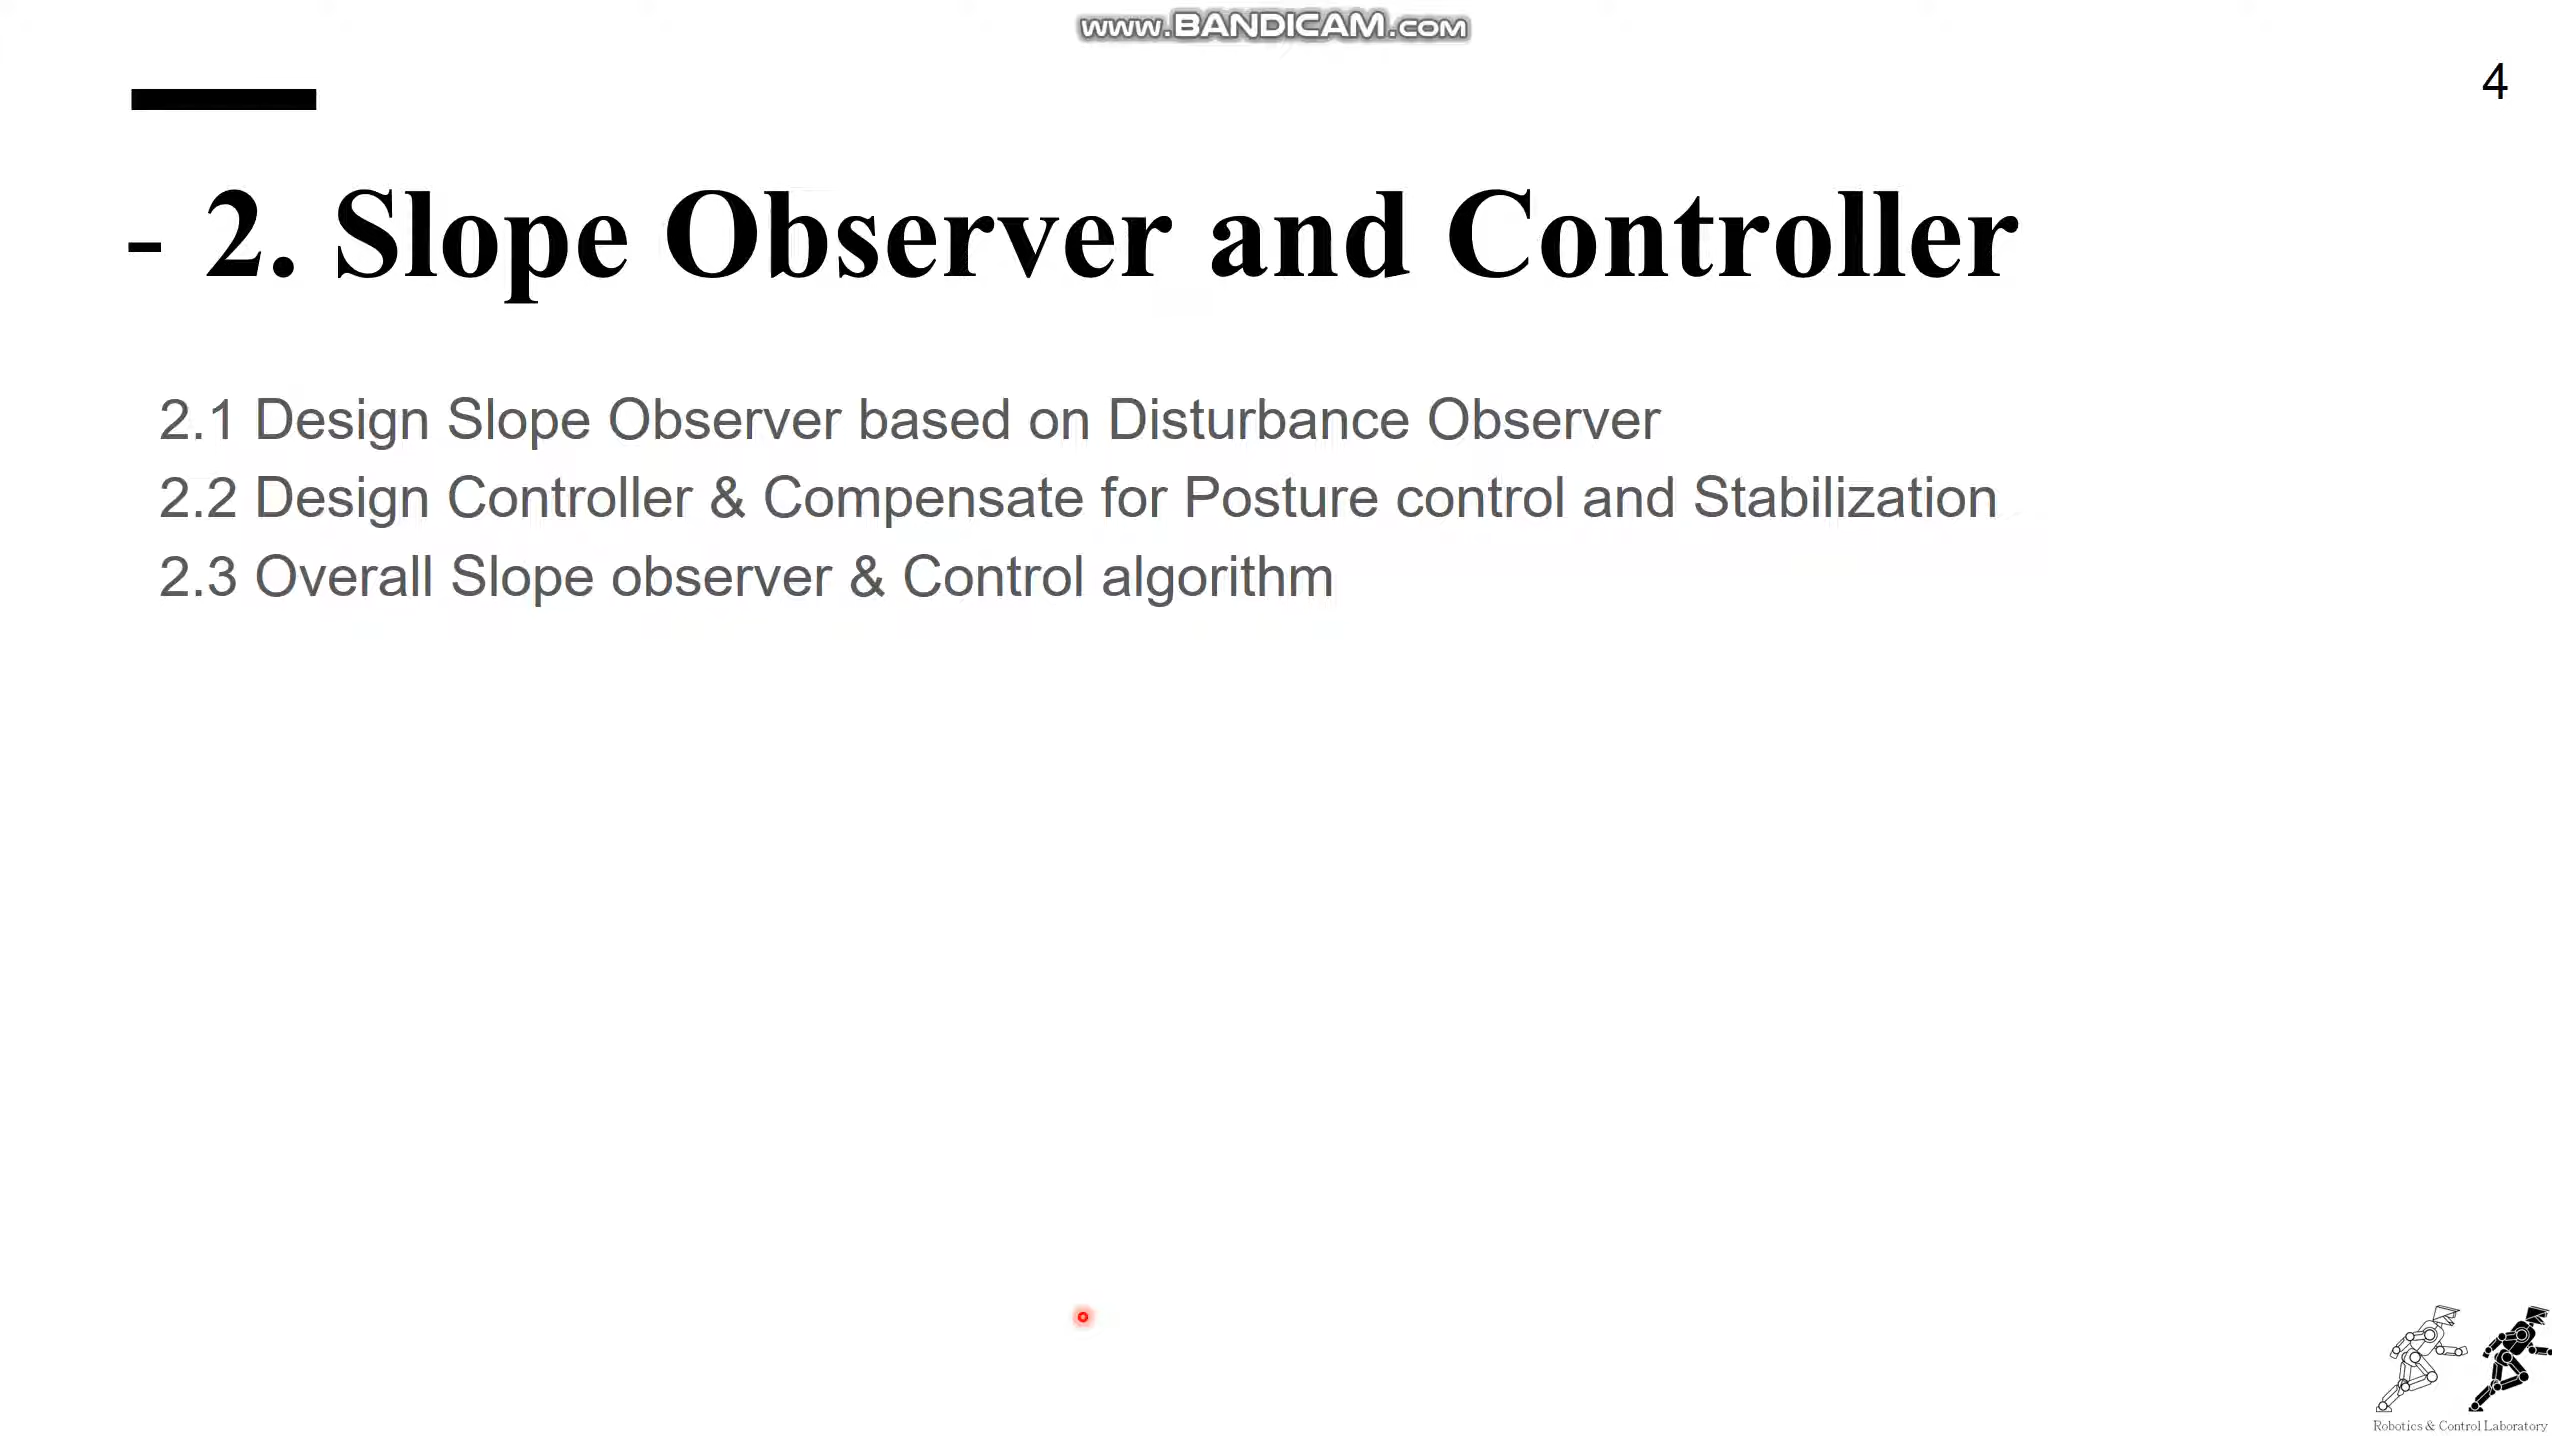 www.BANDICAM.com
4
- 2. Slope Observer and Controller
2.1 Design Slope Observer based on Disturbance Observer
2.2 Design Controller & Compensate for Posture control and Stabilization
2.3 Overall Slope observer & Control algorithm
Robotics & Control Laboratory